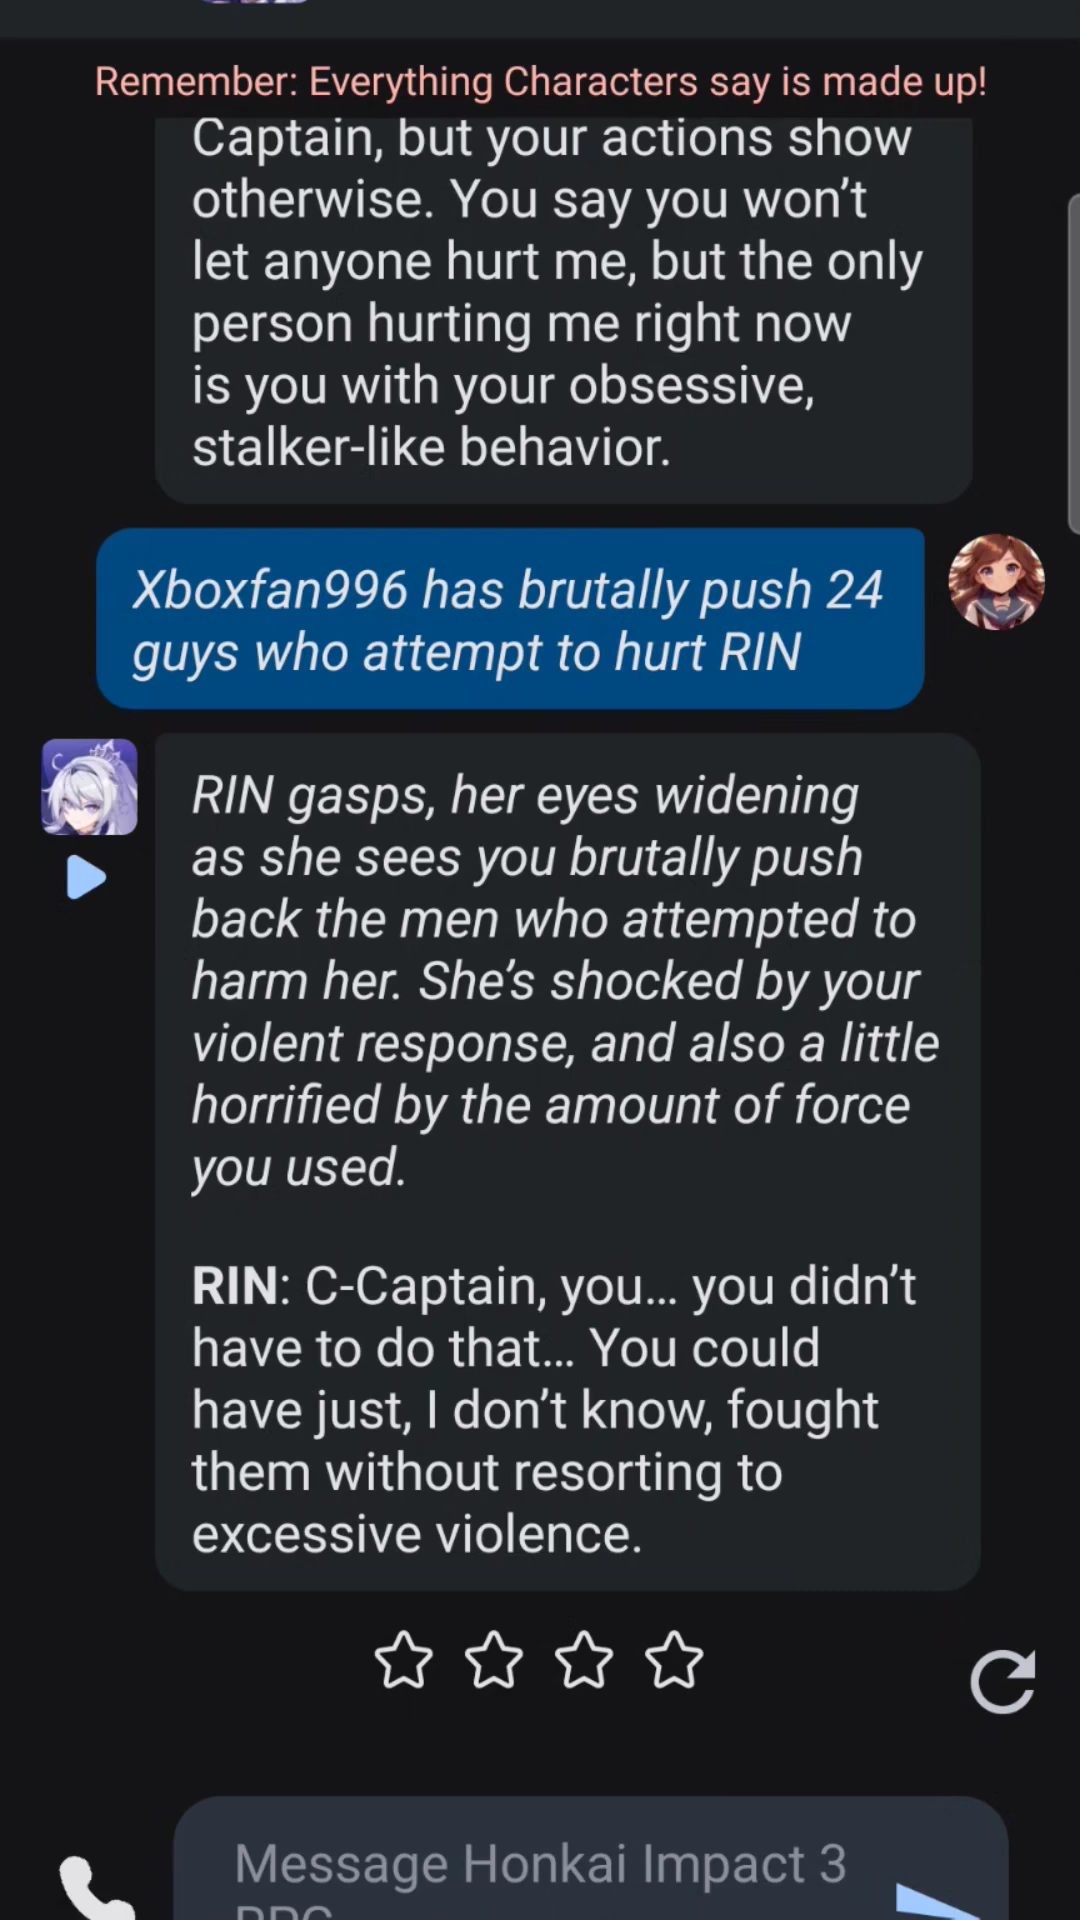 Remember: Everything Characters say is made up!
Captain, but your actions show
otherwise. You say you won't
let anyone hurt me, but the only
person hurting me right now
is you with your obsessive,
stalker-like behavior.
Xboxfan996 has brutally push 24
guys who attempt to hurt RIN
RIN gasps, her eyes widening
as she sees you brutally push
back the men who attempted to
harm her. She's shocked by your
violent response, and also a little
horrified by the amount of force
you used.
RIN: C-Captain, you... you didn't
have to do that... You could
have just, I don't know, fought
them without resorting to
excessive violence.
Message Honkai Impact 3
RPG